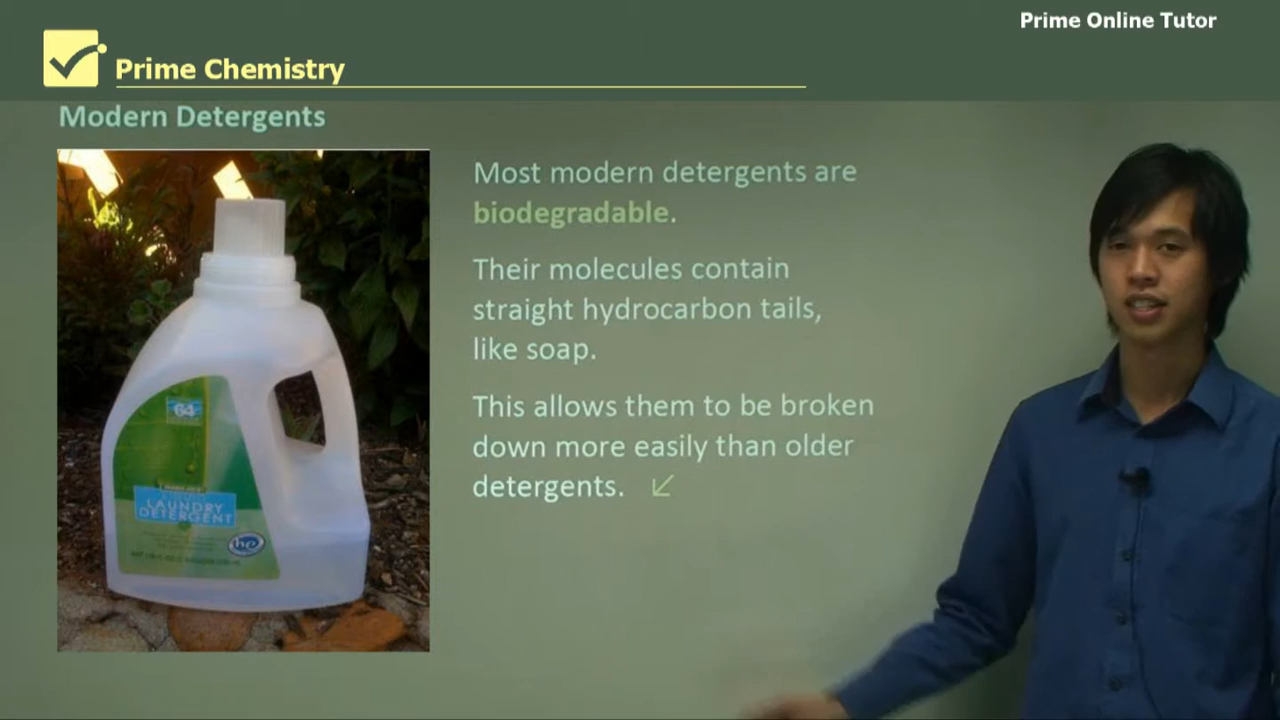 Prime Online Tutor
Prime Chemistry
Modern Detergents
Most modern detergents are
biodegradable.
Their molecules contain
straight hydrocarbon tails,
like soap.
This allows them to be broken
down more easily than older
detergents.
64
LAUNDRY
DETERGENT
he